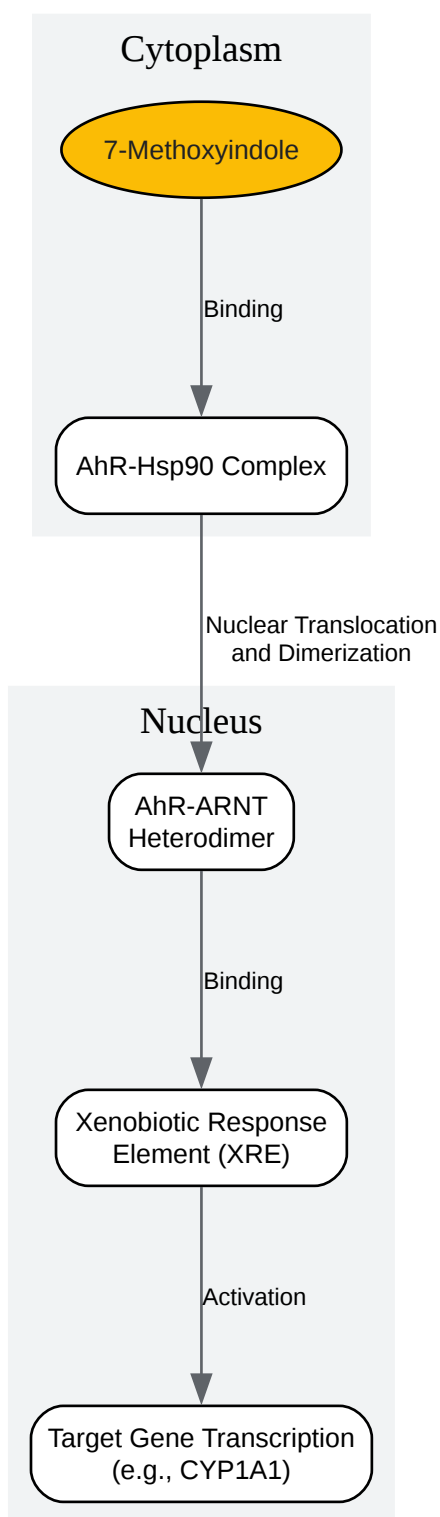 Cytoplasm
7-Methoxyindole
Binding
AhR-Hsp90 Complex
Nuclear Translocation
and Dimerization
Nucleus
AhR-ARNT
Heterodimer
Binding
Xenobiotic Response
Element (XRE)
Activation
Target Gene Transcription
(e.g., CYP1A1)